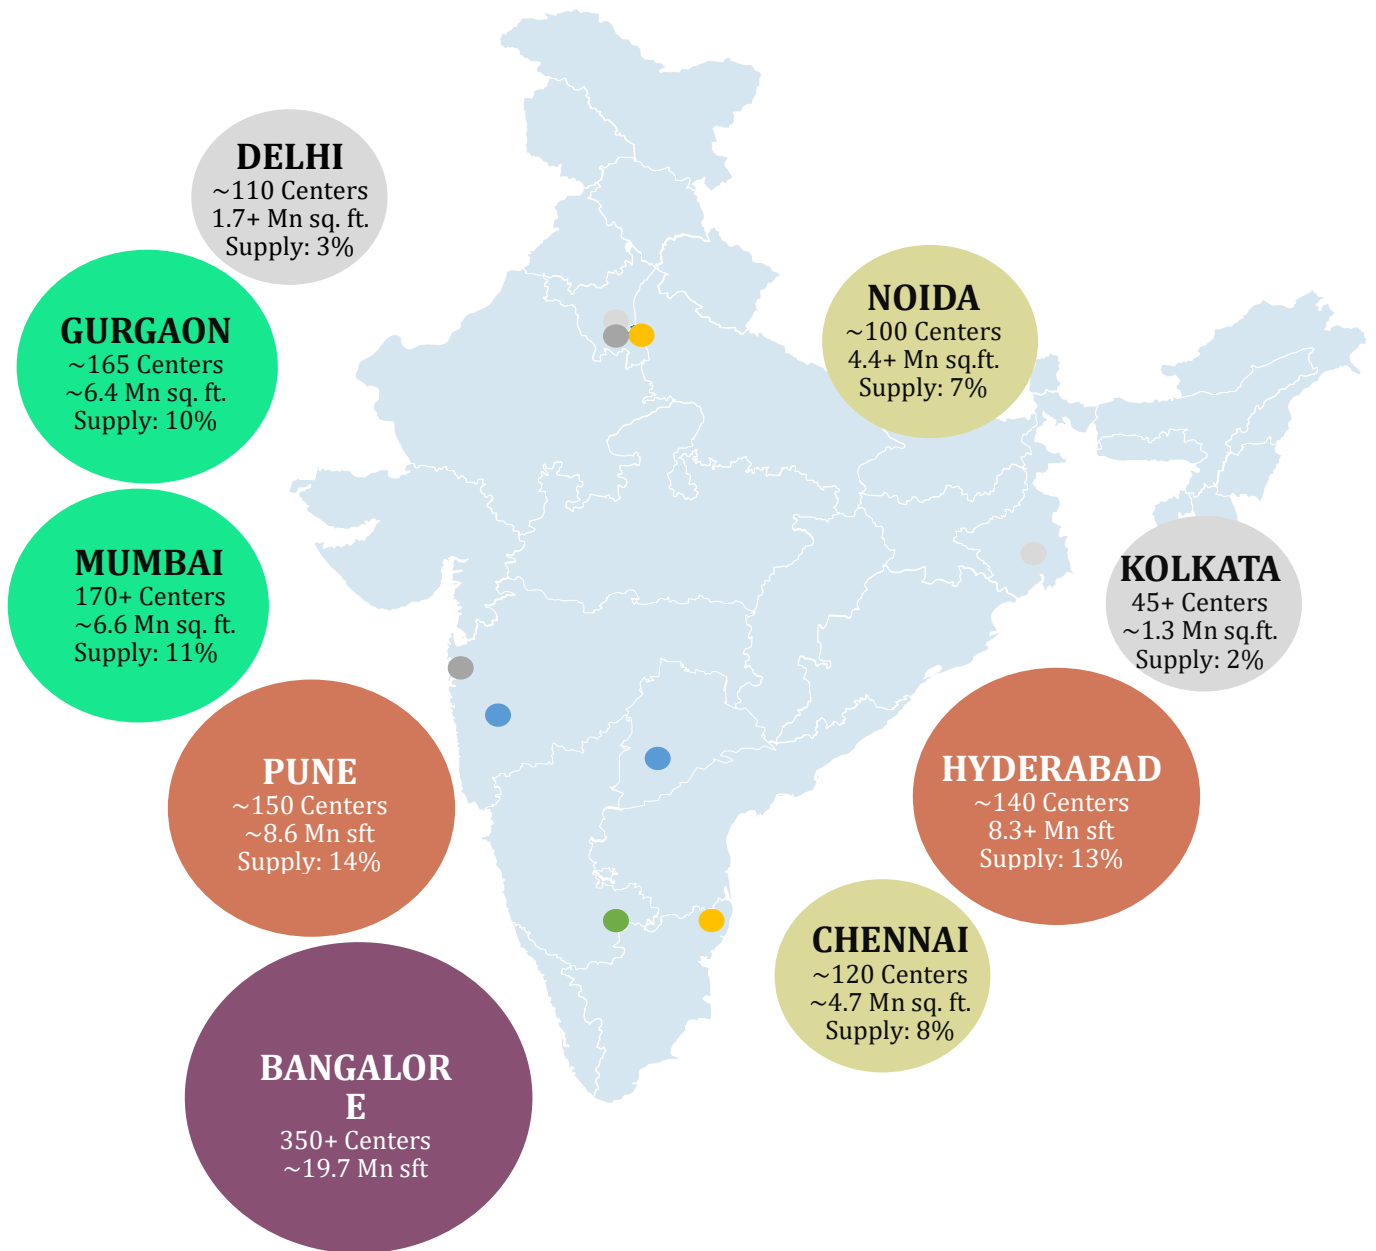 DELHI
~110 Centers
1.7+ Mn sq. ft.
Supply: 3%
GURGAON
~165 Centers
~6.4 Mn sq. ft.
Supply: 10%
NOIDA
~100 Centers
4.4+ Mn sq.ft.
Supply: 7%
MUMBAI
170+ Centers
~6.6 Mn sq. ft.
Supply: 11%
KOLKATA
45+ Centers
~1.3 Mn sq.ft.
Supply: 2%
PUNE
~150 Centers
~8.6 Mn sft
Supply: 14%
HYDERABAD
~140 Centers
8.3+ Mn sft
Supply: 13%
CHENNAI
~120 Centers
~4.7 Mn sq. ft.
Supply: 8%
BANGALOR
E
350+ Centers
~19.7 Mn sft